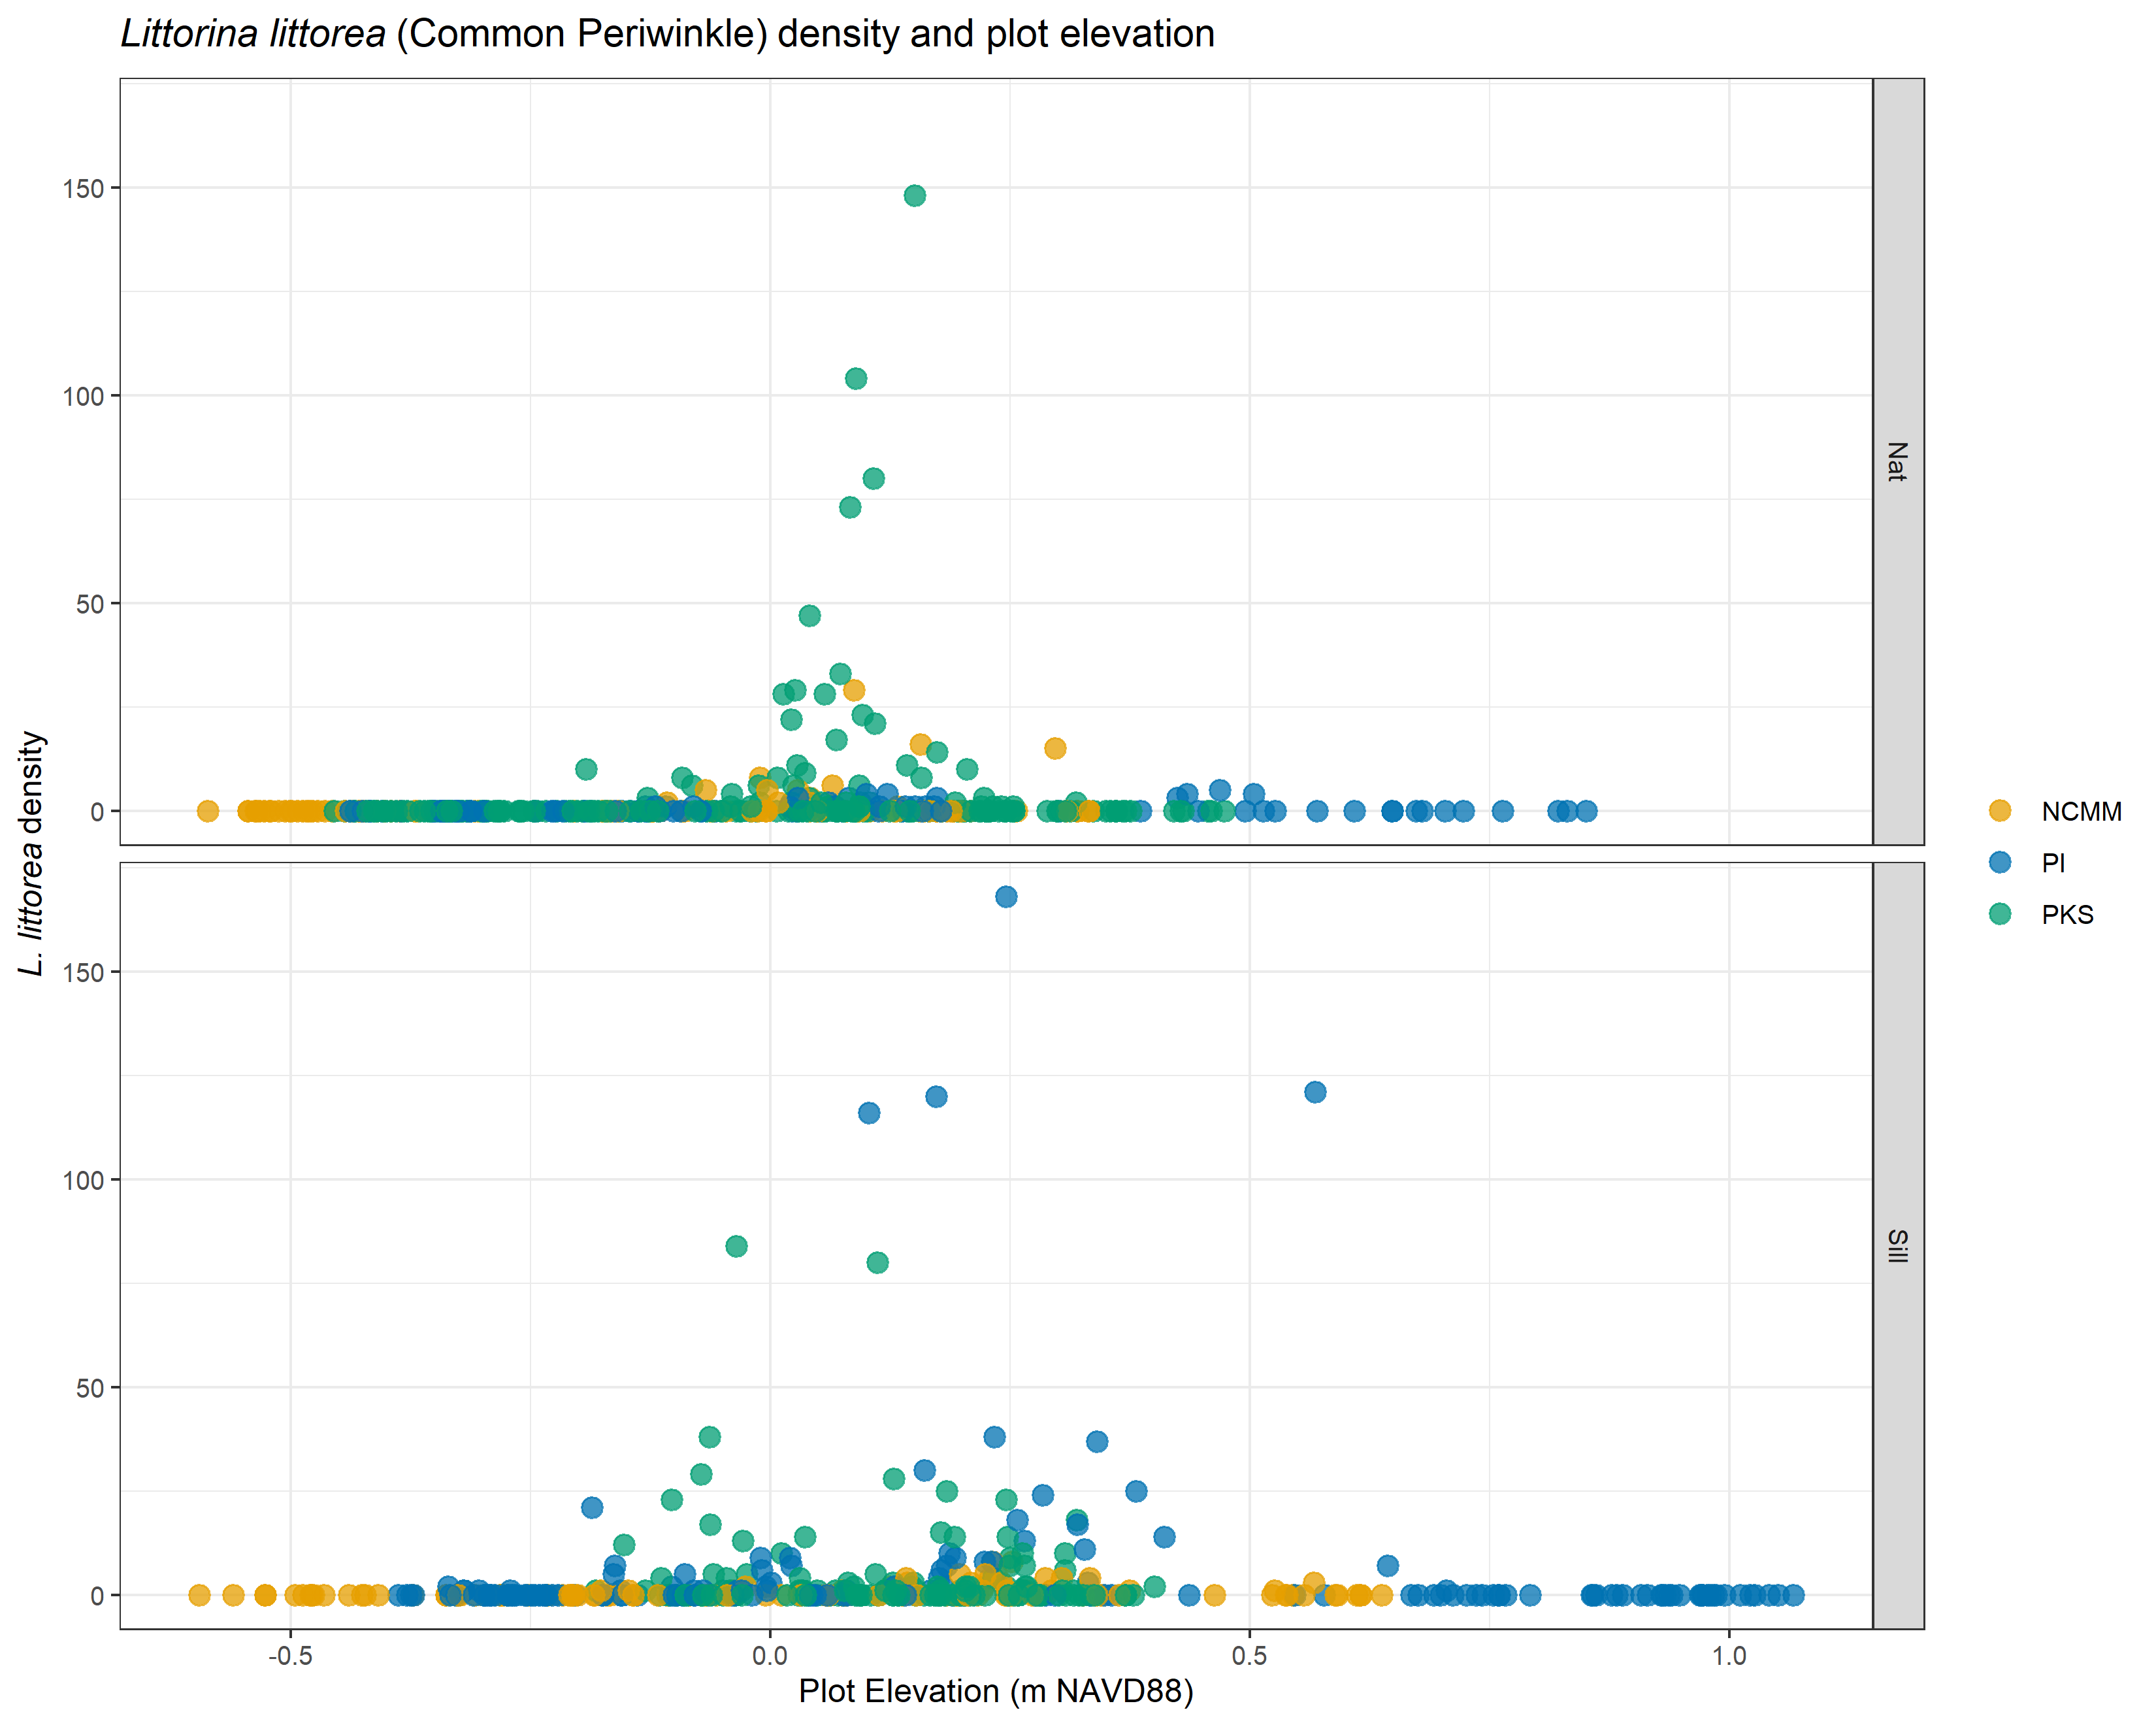 Littorina littorea (Common Periwinkle) density and plot elevation
L. littorea density
150
100
50
0
Nat
150
100
50
0
Sill
-0.5
0.0
0.5
1.0
Plot Elevation (m NAVD88)
NCMM
PI
PKS